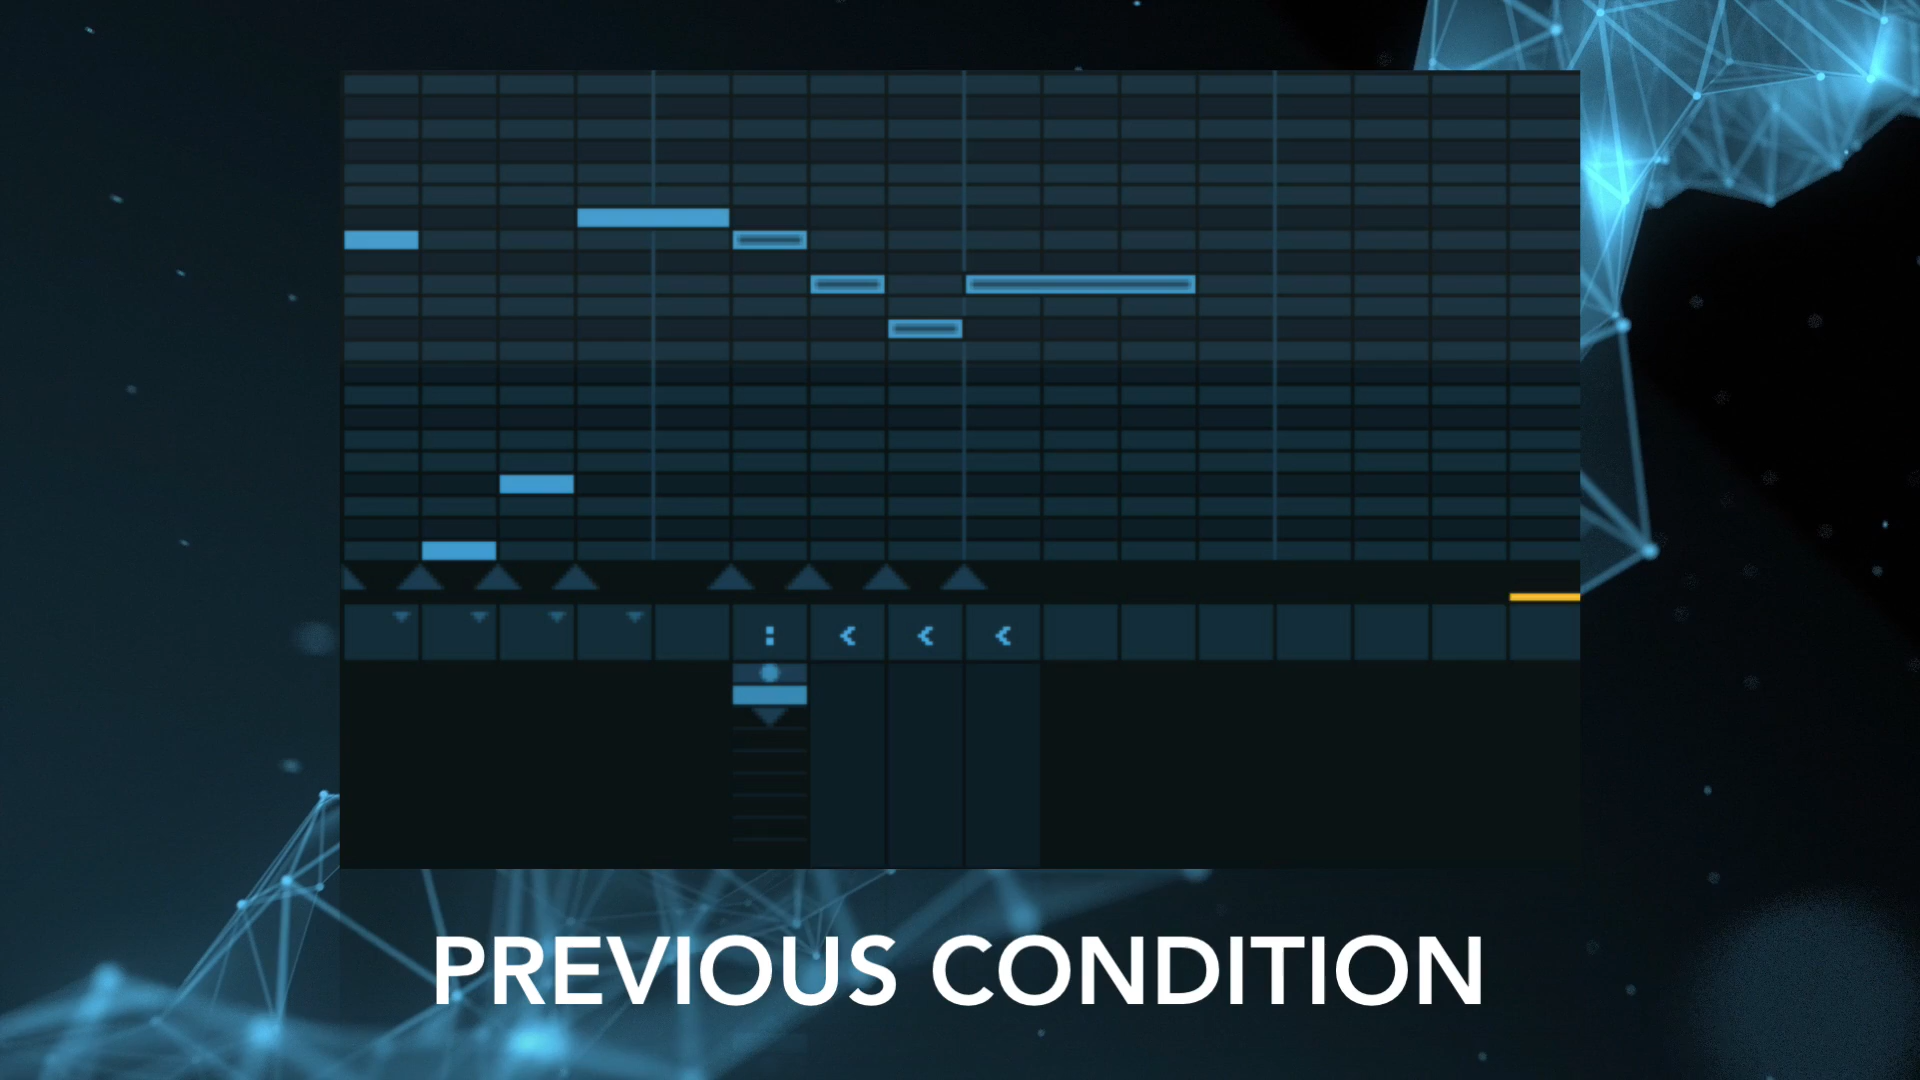 : < < <
PREVIOUS CONDITION